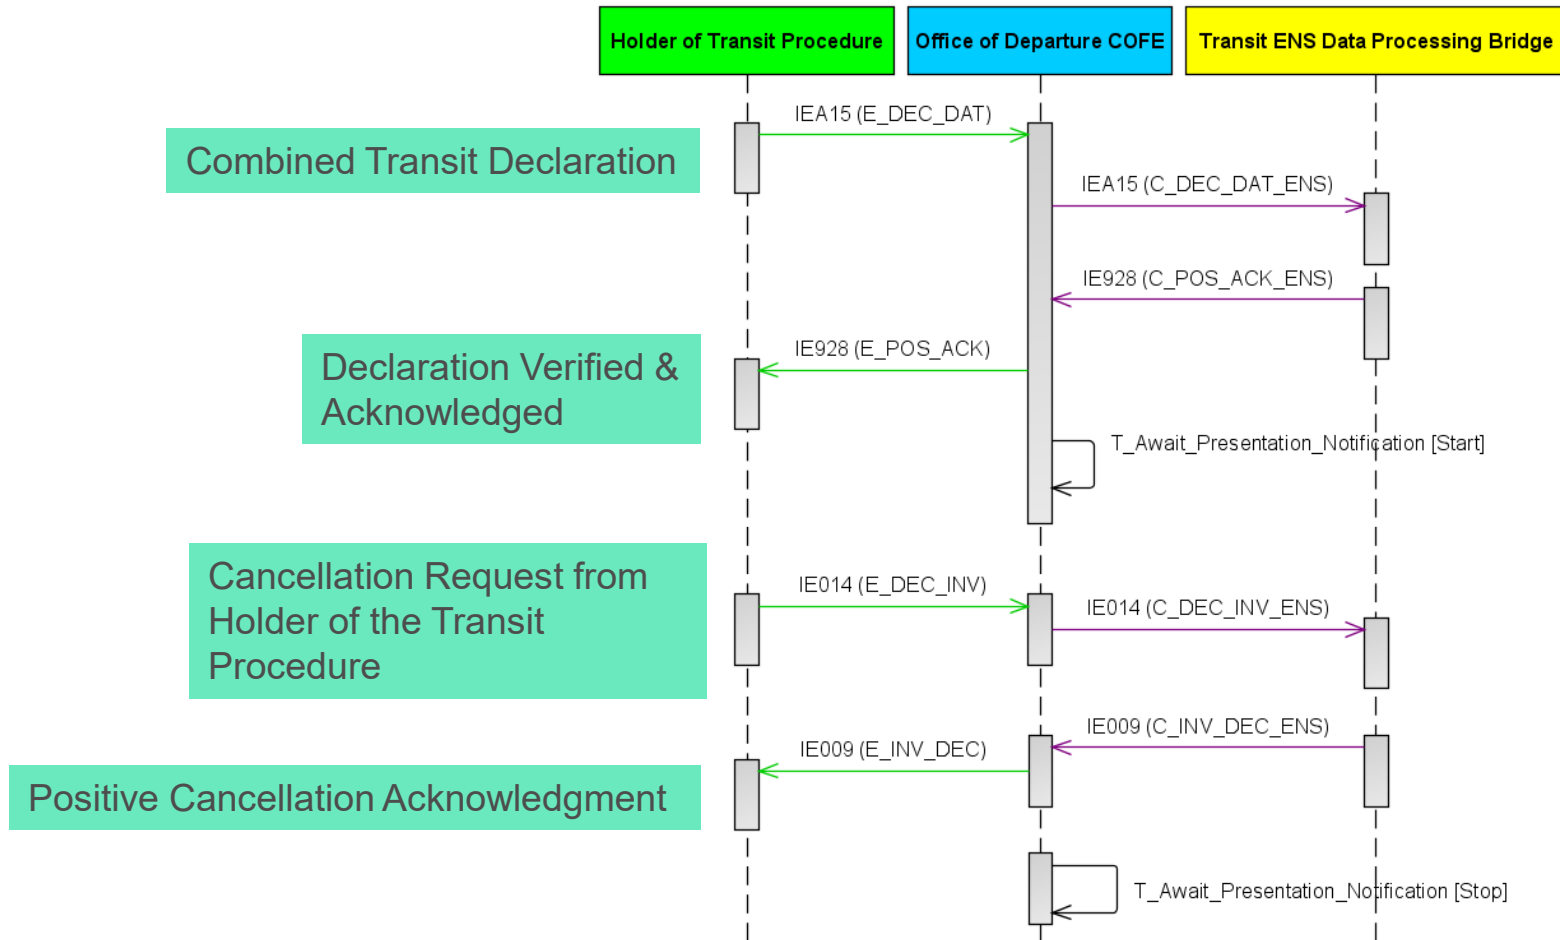 Holder of Transit Procedure
Office of Departure COFE
Transit ENS Data Processing Bridge
IEA15 (E_DEC_DAT)
Combined Transit Declaration
IEA15 (C_DEC_DAT_ENS)
IE928 (C_POS_ACK_ENS)
IE928 (E_POS_ACK)
Declaration Verified &
Acknowledged
T_Await_Presentation_Notification [Start]
Cancellation Request from
Holder of the Transit
Procedure
IE014 (E_DEC_INV)
IE014 (C_DEC_INV_ENS)
IE009 (C_INV_DEC_ENS)
IE009 (E_INV_DEC)
Positive Cancellation Acknowledgment
T_Await_Presentation_Notification [Stop]